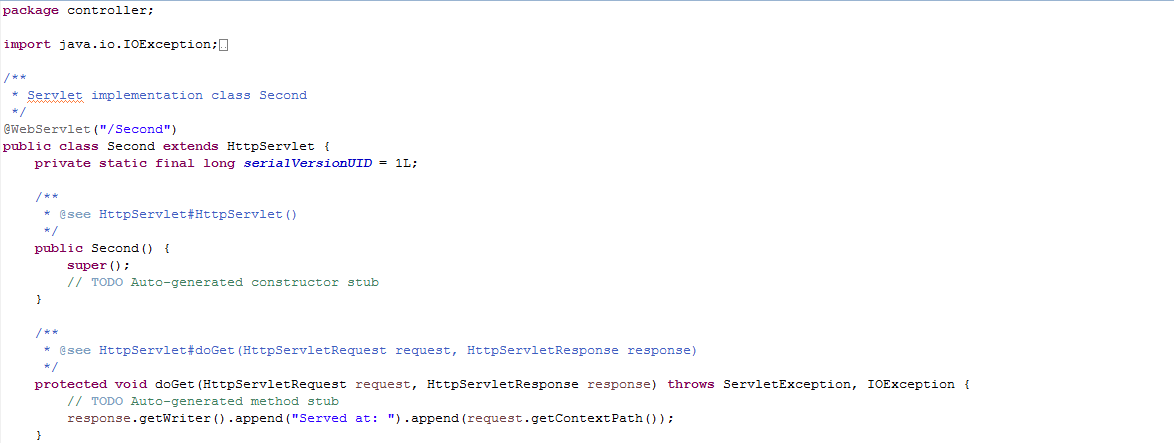 package controller;
import java.io.IOException;
/**
 * Servlet implementation class Second
 */
@WebServlet("/Second")
public class Second extends HttpServlet {
    private static final long serialVersionUID = 1L;
    /**
     * @see HttpServlet#HttpServlet()
     */
    public Second() {
        super();
        // TODO Auto-generated constructor stub
    }
    /**
     * @see HttpServlet#doGet(HttpServletRequest request, HttpServletResponse response)
     */
    protected void doGet(HttpServletRequest request, HttpServletResponse response) throws ServletException, IOException {
        // TODO Auto-generated method stub
        response.getWriter().append("Served at: ").append(request.getContextPath());
    }